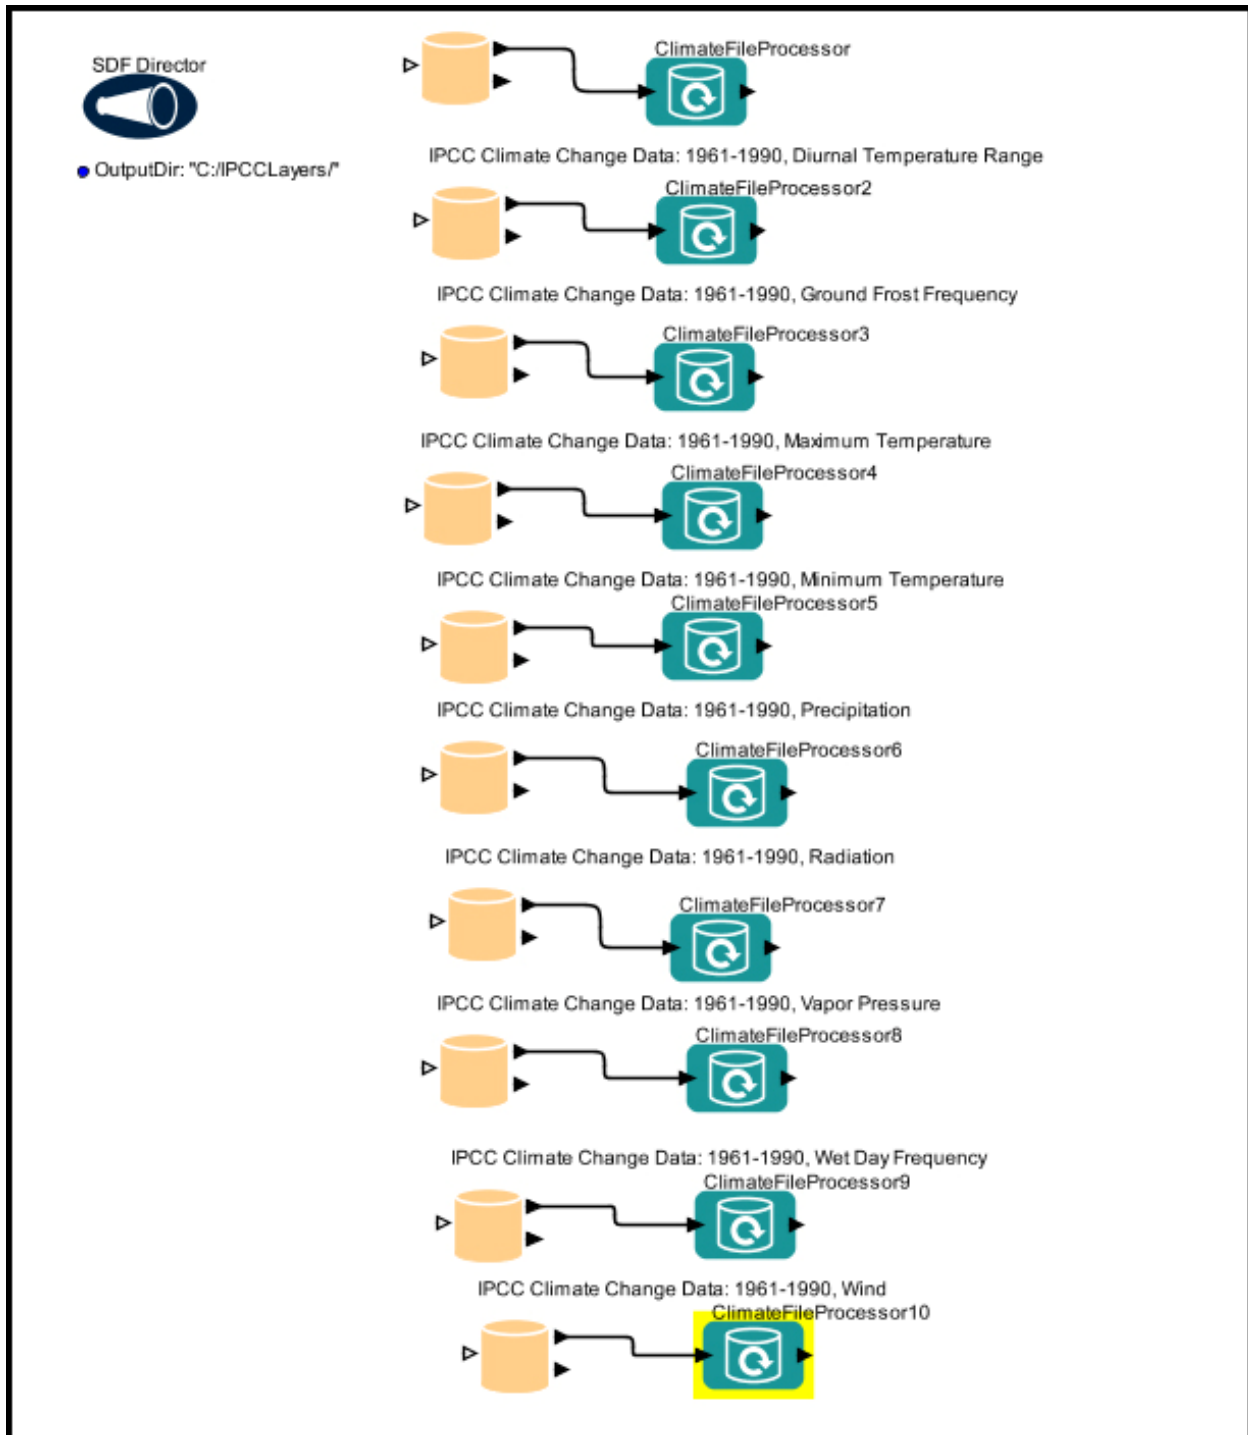 SDF Director
OutputDir: "C:/IPCCLayers/"
ClimateFileProcessor
IPCC Climate Change Data: 1961-1990, Diurnal Temperature Range
ClimateFileProcessor2
IPCC Climate Change Data: 1961-1990, Ground Frost Frequency
ClimateFileProcessor3
IPCC Climate Change Data: 1961-1990, Maximum Temperature
ClimateFileProcessor4
IPCC Climate Change Data: 1961-1990, Minimum Temperature
ClimateFileProcessor5
IPCC Climate Change Data: 1961-1990, Precipitation
ClimateFileProcessor6
IPCC Climate Change Data: 1961-1990, Radiation
ClimateFileProcessor7
IPCC Climate Change Data: 1961-1990, Vapor Pressure
ClimateFileProcessor8
IPCC Climate Change Data: 1961-1990, Wet Day Frequency
ClimateFileProcessor9
IPCC Climate Change Data: 1961-1990, Wind
ClimateFileProcessor10